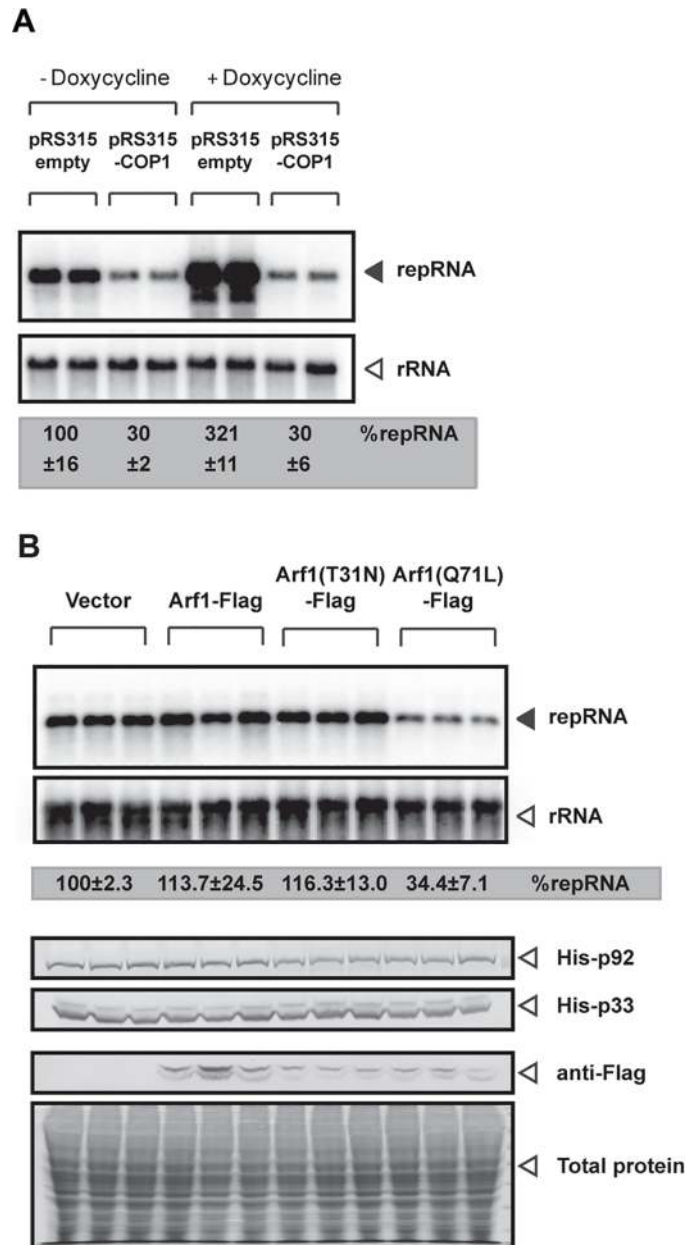 A
- Doxycycline + Doxycycline
pRS315 pRS315 pRS315 pRS315
empty -COP1 empty -COP1
repRNA
rRNA
100 30 321 30 %repRNA
±16 ±2 ±11 ±6
B
Arf1(T31N) Arf1(Q71L)
Vector Arf1-Flag -Flag -Flag
repRNA
rRNA
100±2.3 113.7±24.5 116.3±13.0 34.4±7.1 %repRNA
His-p92
His-p33
anti-Flag
Total protein